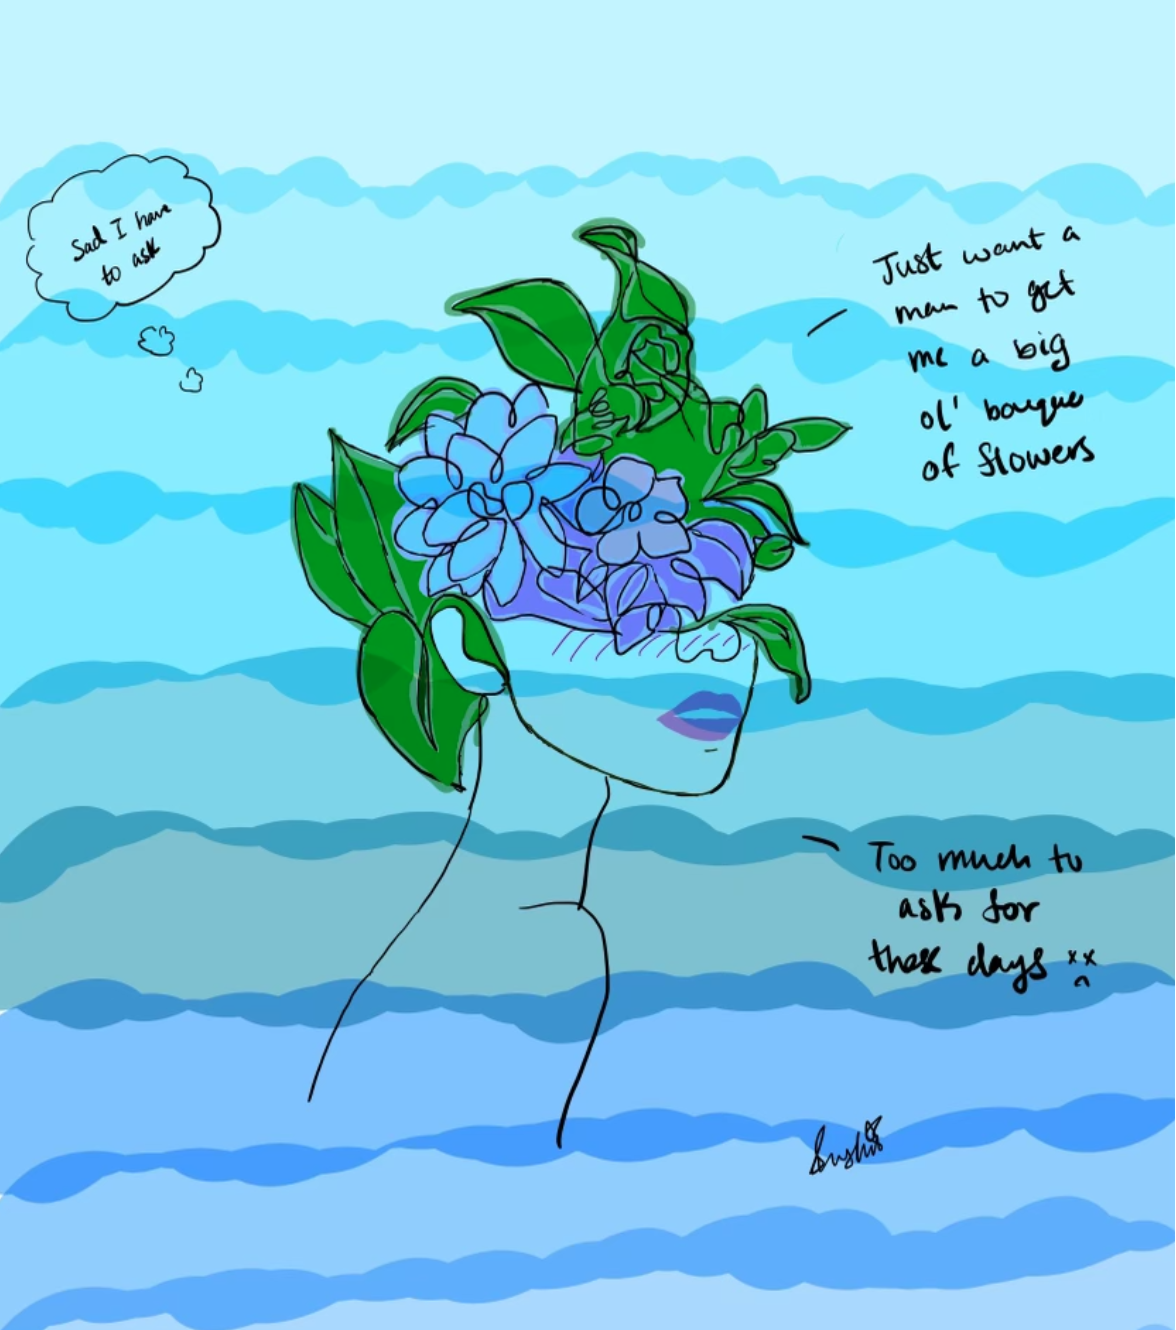 Sad I have
to ask
Just want a
man to get
me a big
ol' bouque
of flowers
Too much to
ask for
these days
Sushi